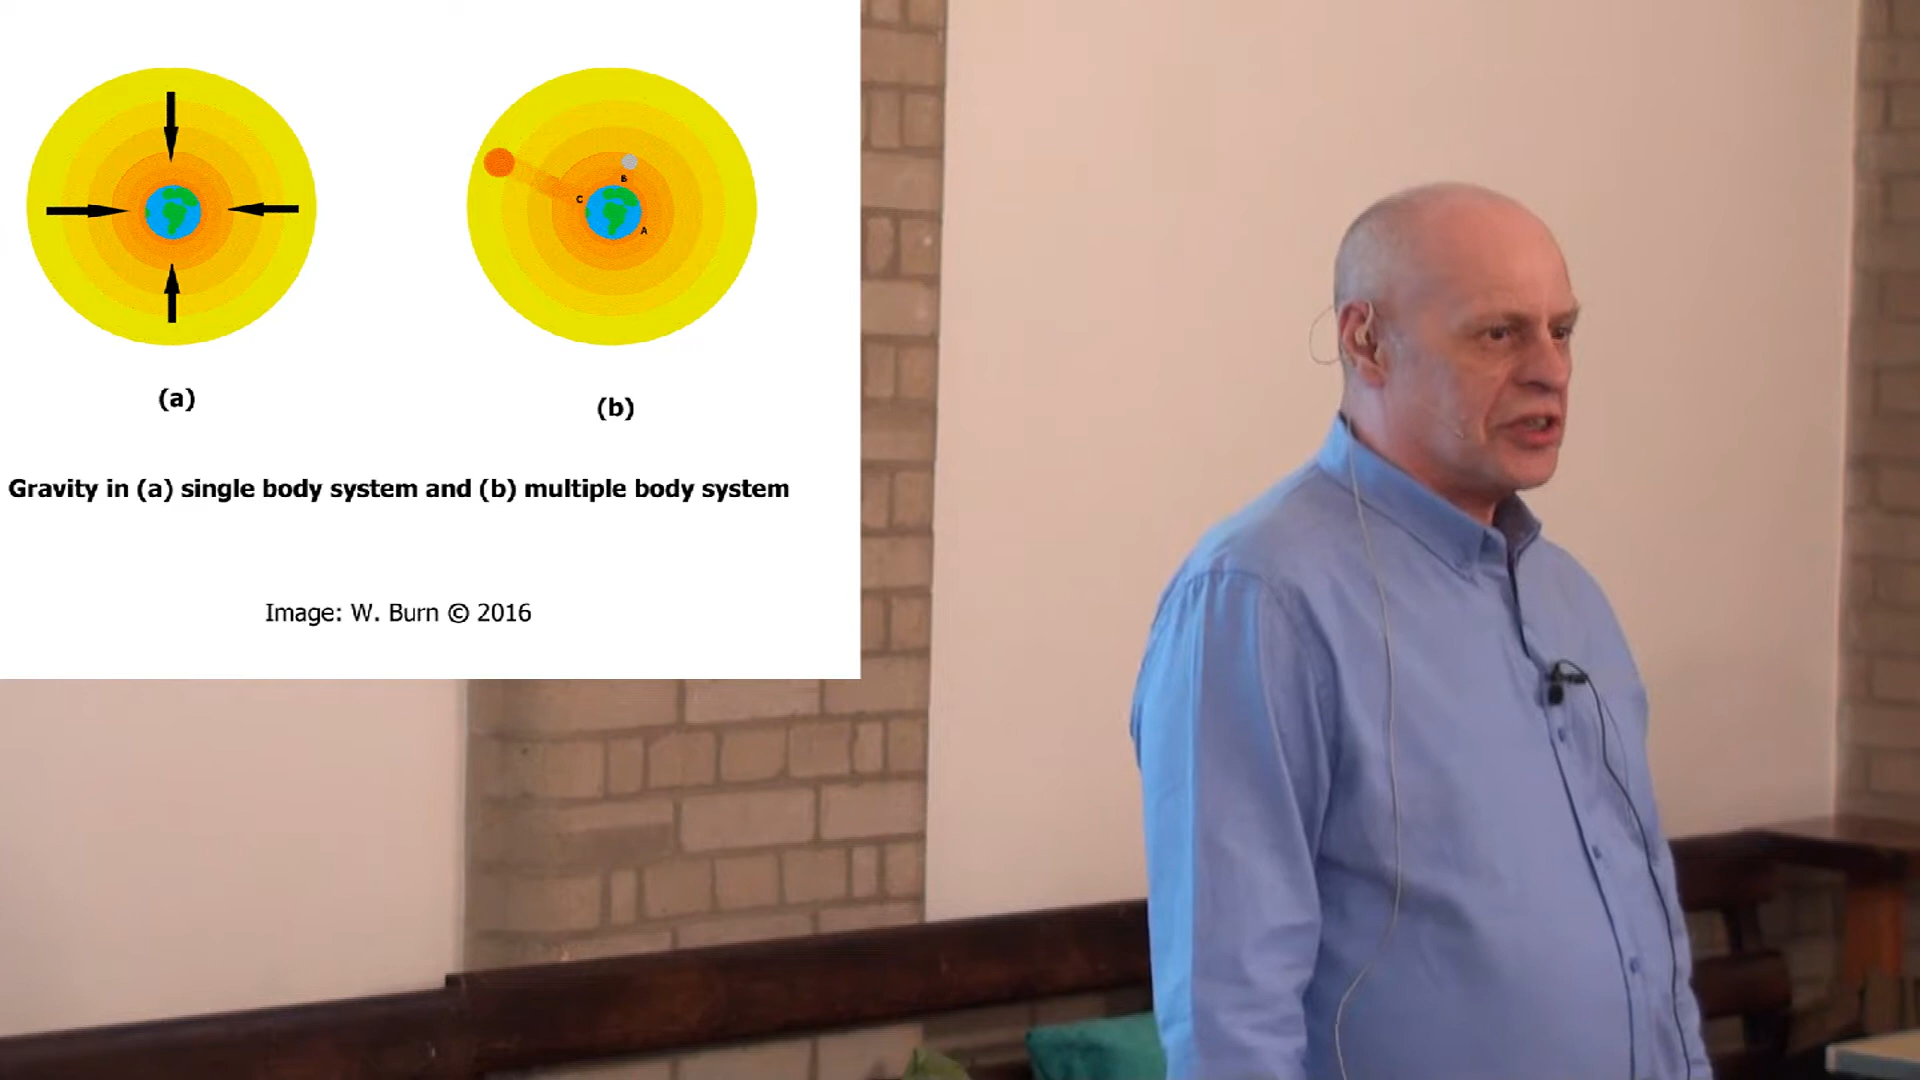 (a)
(b)
B
C
A
Gravity in (a) single body system and (b) multiple body system
Image: W. Burn © 2016